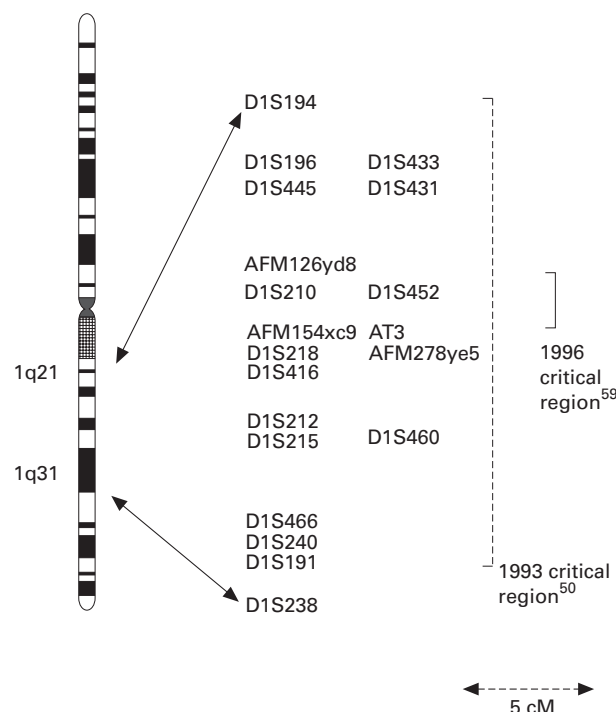 D1S194
D1S196 D1S433
D1S445 D1S431
AFM126yd8
D1S210 D1S452
AFM154xc9 AT3
D1S218 AFM278ye5
D1S416
1q21
1996
critical
region59
D1S212
D1S215 D1S460
1q31
D1S466
D1S240
D1S191
1993 critical
region50
D1S238
5 cM